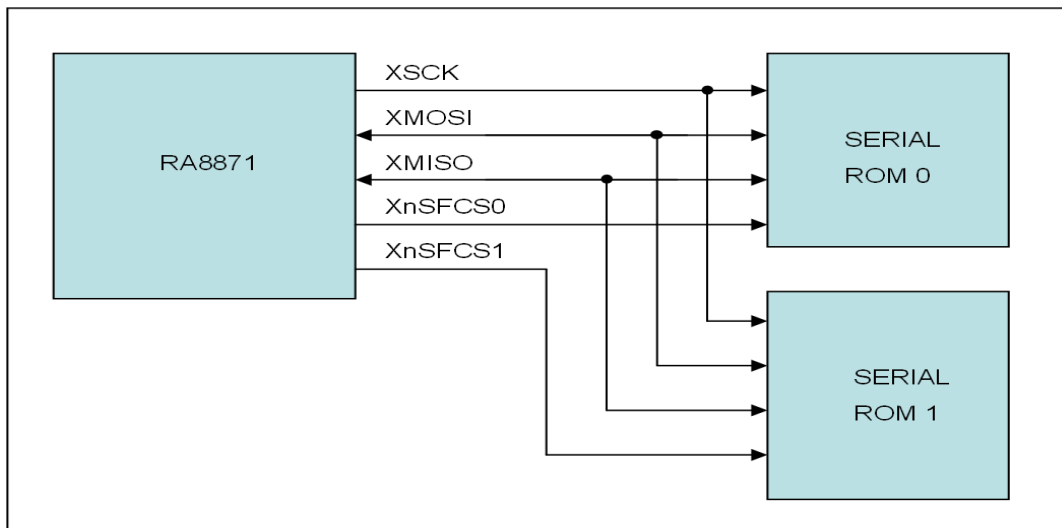 XSCK
XMOSI
RA8871
XMISO
XnSFCS0
XnSFCS1
SERIAL
ROM 0
SERIAL
ROM 1